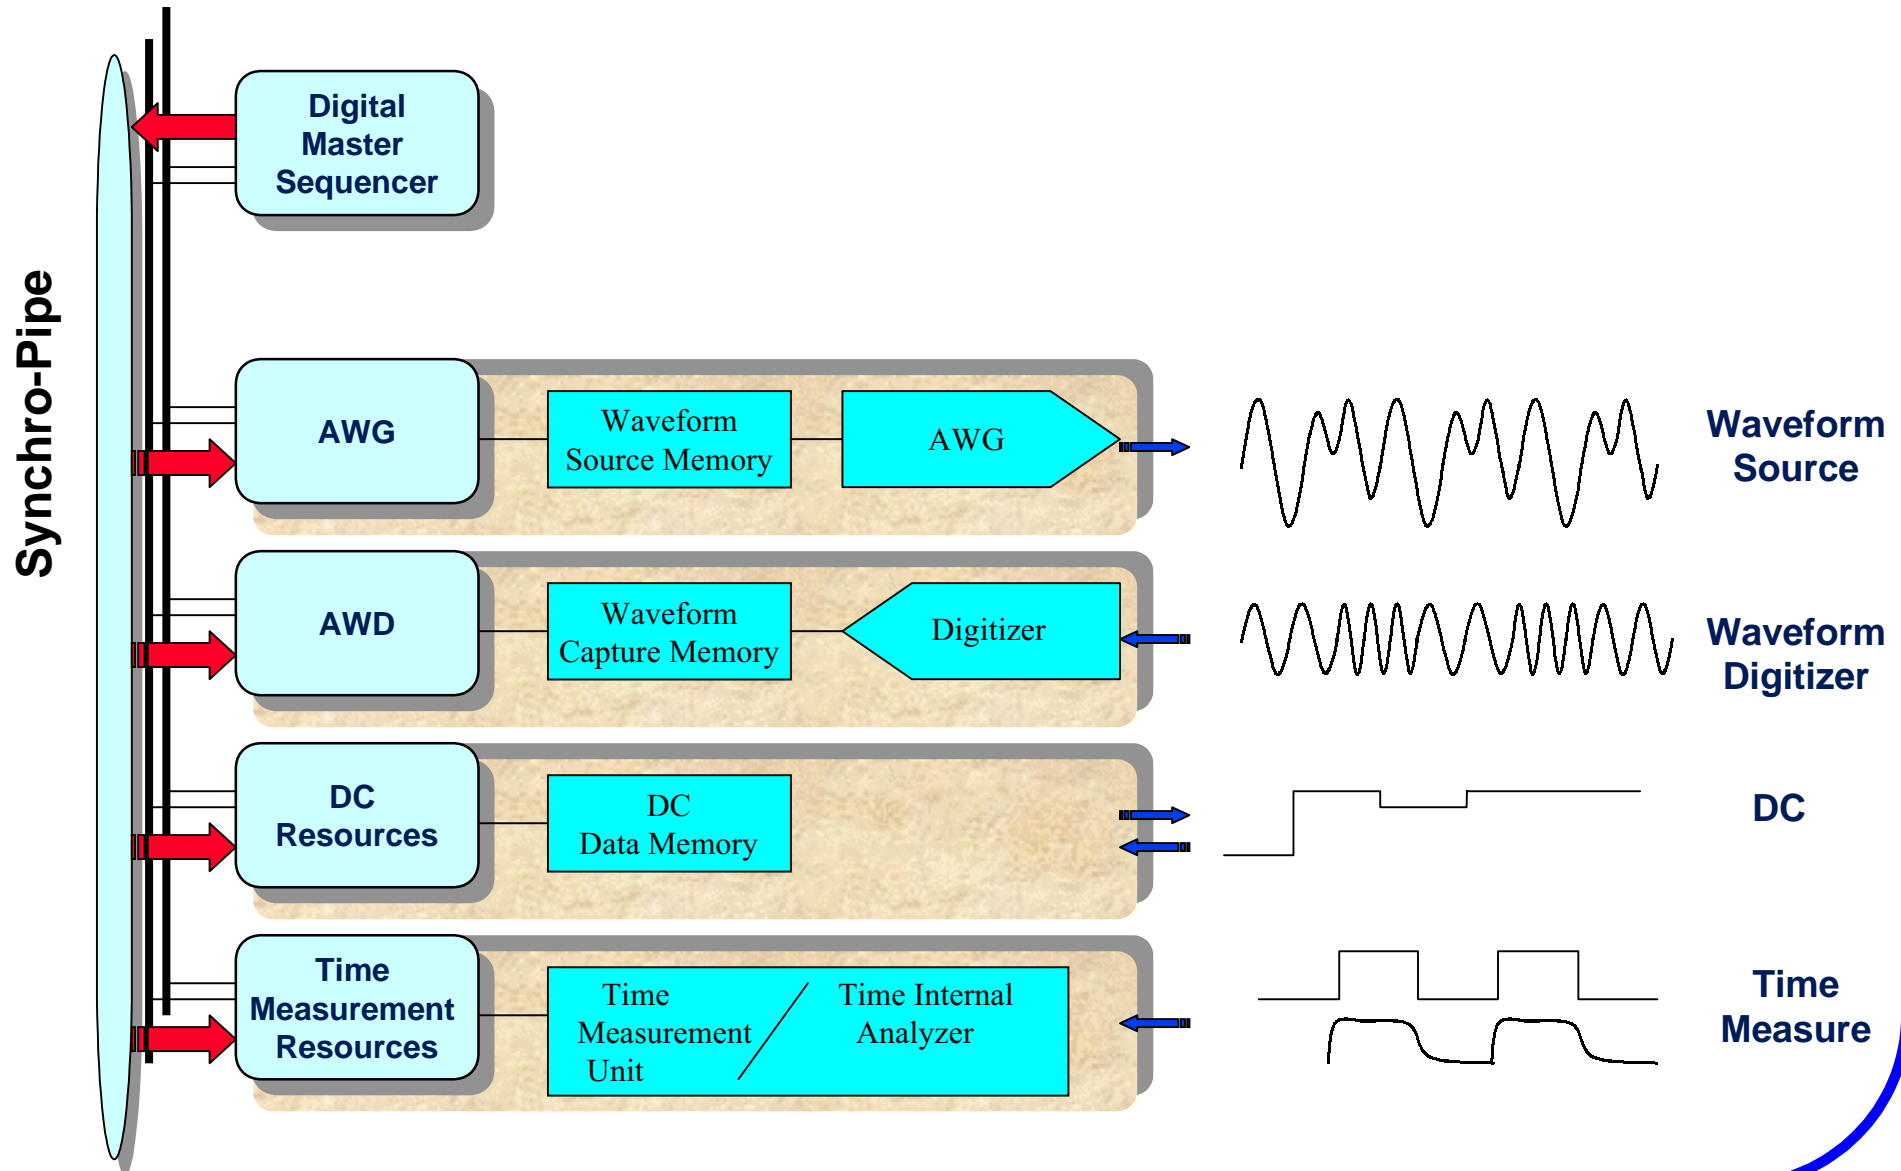 Synchro-Pipe
Digital
Master
Sequencer
AWG
Waveform
Source Memory
AWG
Waveform
Source
AWD
Waveform
Capture Memory
Digitizer
Waveform
Digitizer
DC
Resources
DC
Data Memory
DC
Time
Measurement
Resources
Time
Measurement
Unit
Time Internal
Analyzer
Time
Measure